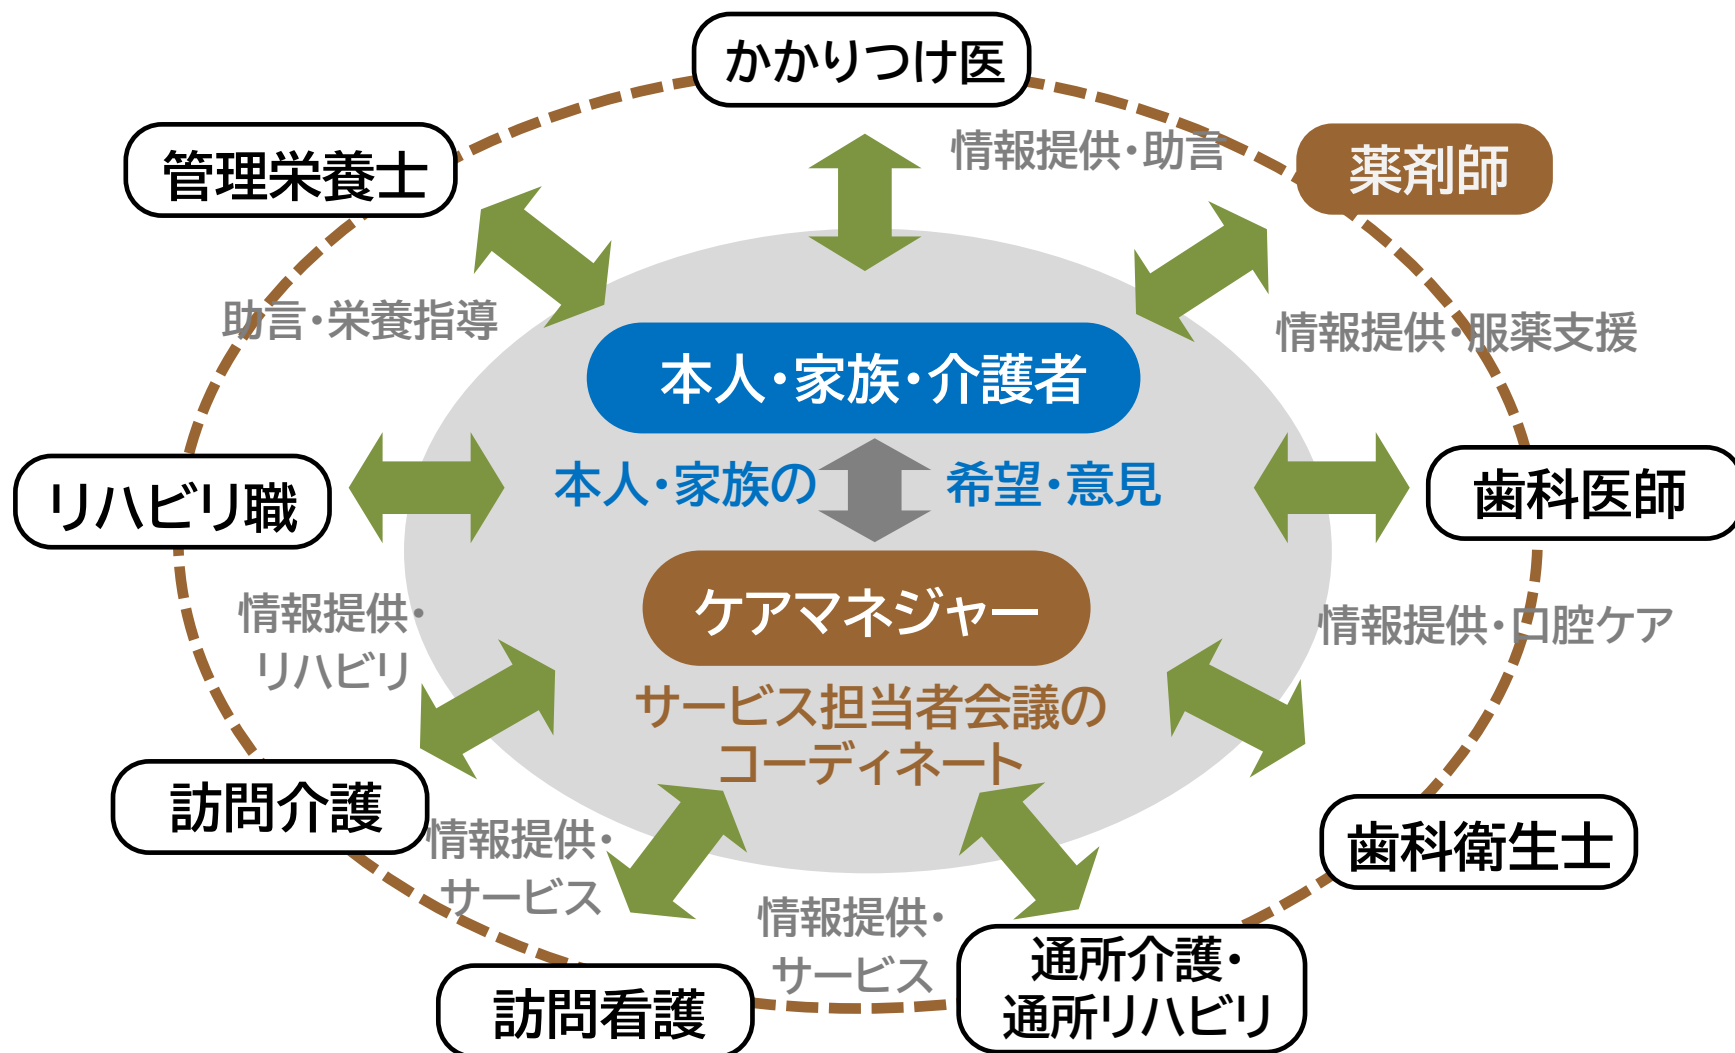 かかりつけ医
情報提供・助言
管理栄養士
薬剤師
助言・栄養指導
情報提供・服薬支援
本人・家族・介護者
本人・家族の
希望・意見
リハビリ職
歯科医師
ケアマネジャー
情報提供・
リハビリ
情報提供・口腔ケア
サービス担当者会議の
コーディネート
訪問介護
情報提供・
サービス
歯科衛生士
情報提供・
サービス
通所介護・
通所リハビリ
訪問看護